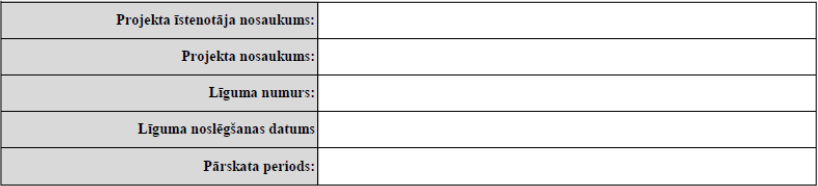 Projekta īstenotāja nosaukums:
Projekta nosaukums:
Līguma numurs:
Līguma noslēgšanas datums
Pārskata periods: